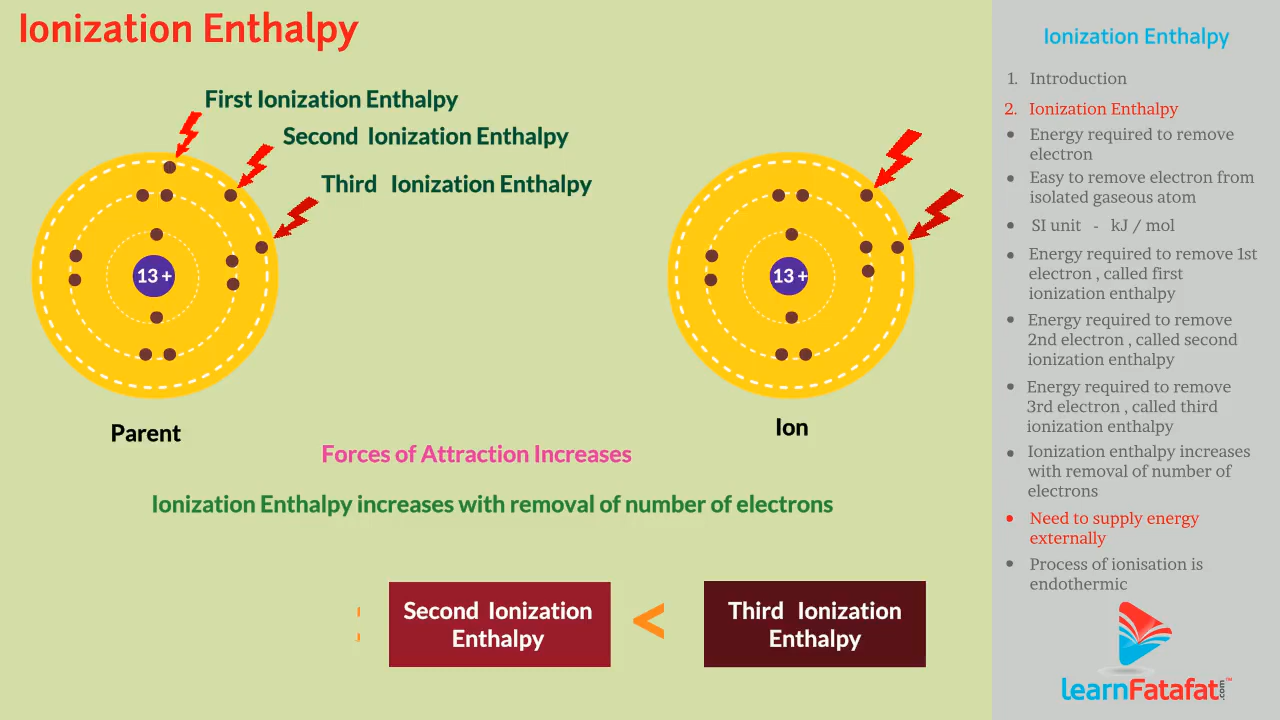 Ionization Enthalpy
First Ionization Enthalpy
Second Ionization Enthalpy
Third Ionization Enthalpy
13 +
13 +
Parent
Ion
Forces of Attraction Increases
Ionization Enthalpy increases with removal of number of electrons
Second Ionization
Enthalpy
<
Third Ionization
Enthalpy
Ionization Enthalpy
1. Introduction
2. Ionization Enthalpy
• Energy required to remove
electron
• Easy to remove electron from
isolated gaseous atom
• SI unit - kJ / mol
• Energy required to remove 1st
electron , called first
ionization enthalpy
• Energy required to remove
2nd electron , called second
ionization enthalpy
• Energy required to remove
3rd electron , called third
ionization enthalpy
• Ionization enthalpy increases
with removal of number of
electrons
• Need to supply energy
externally
• Process of ionisation is
endothermic
learnFatafat.com™